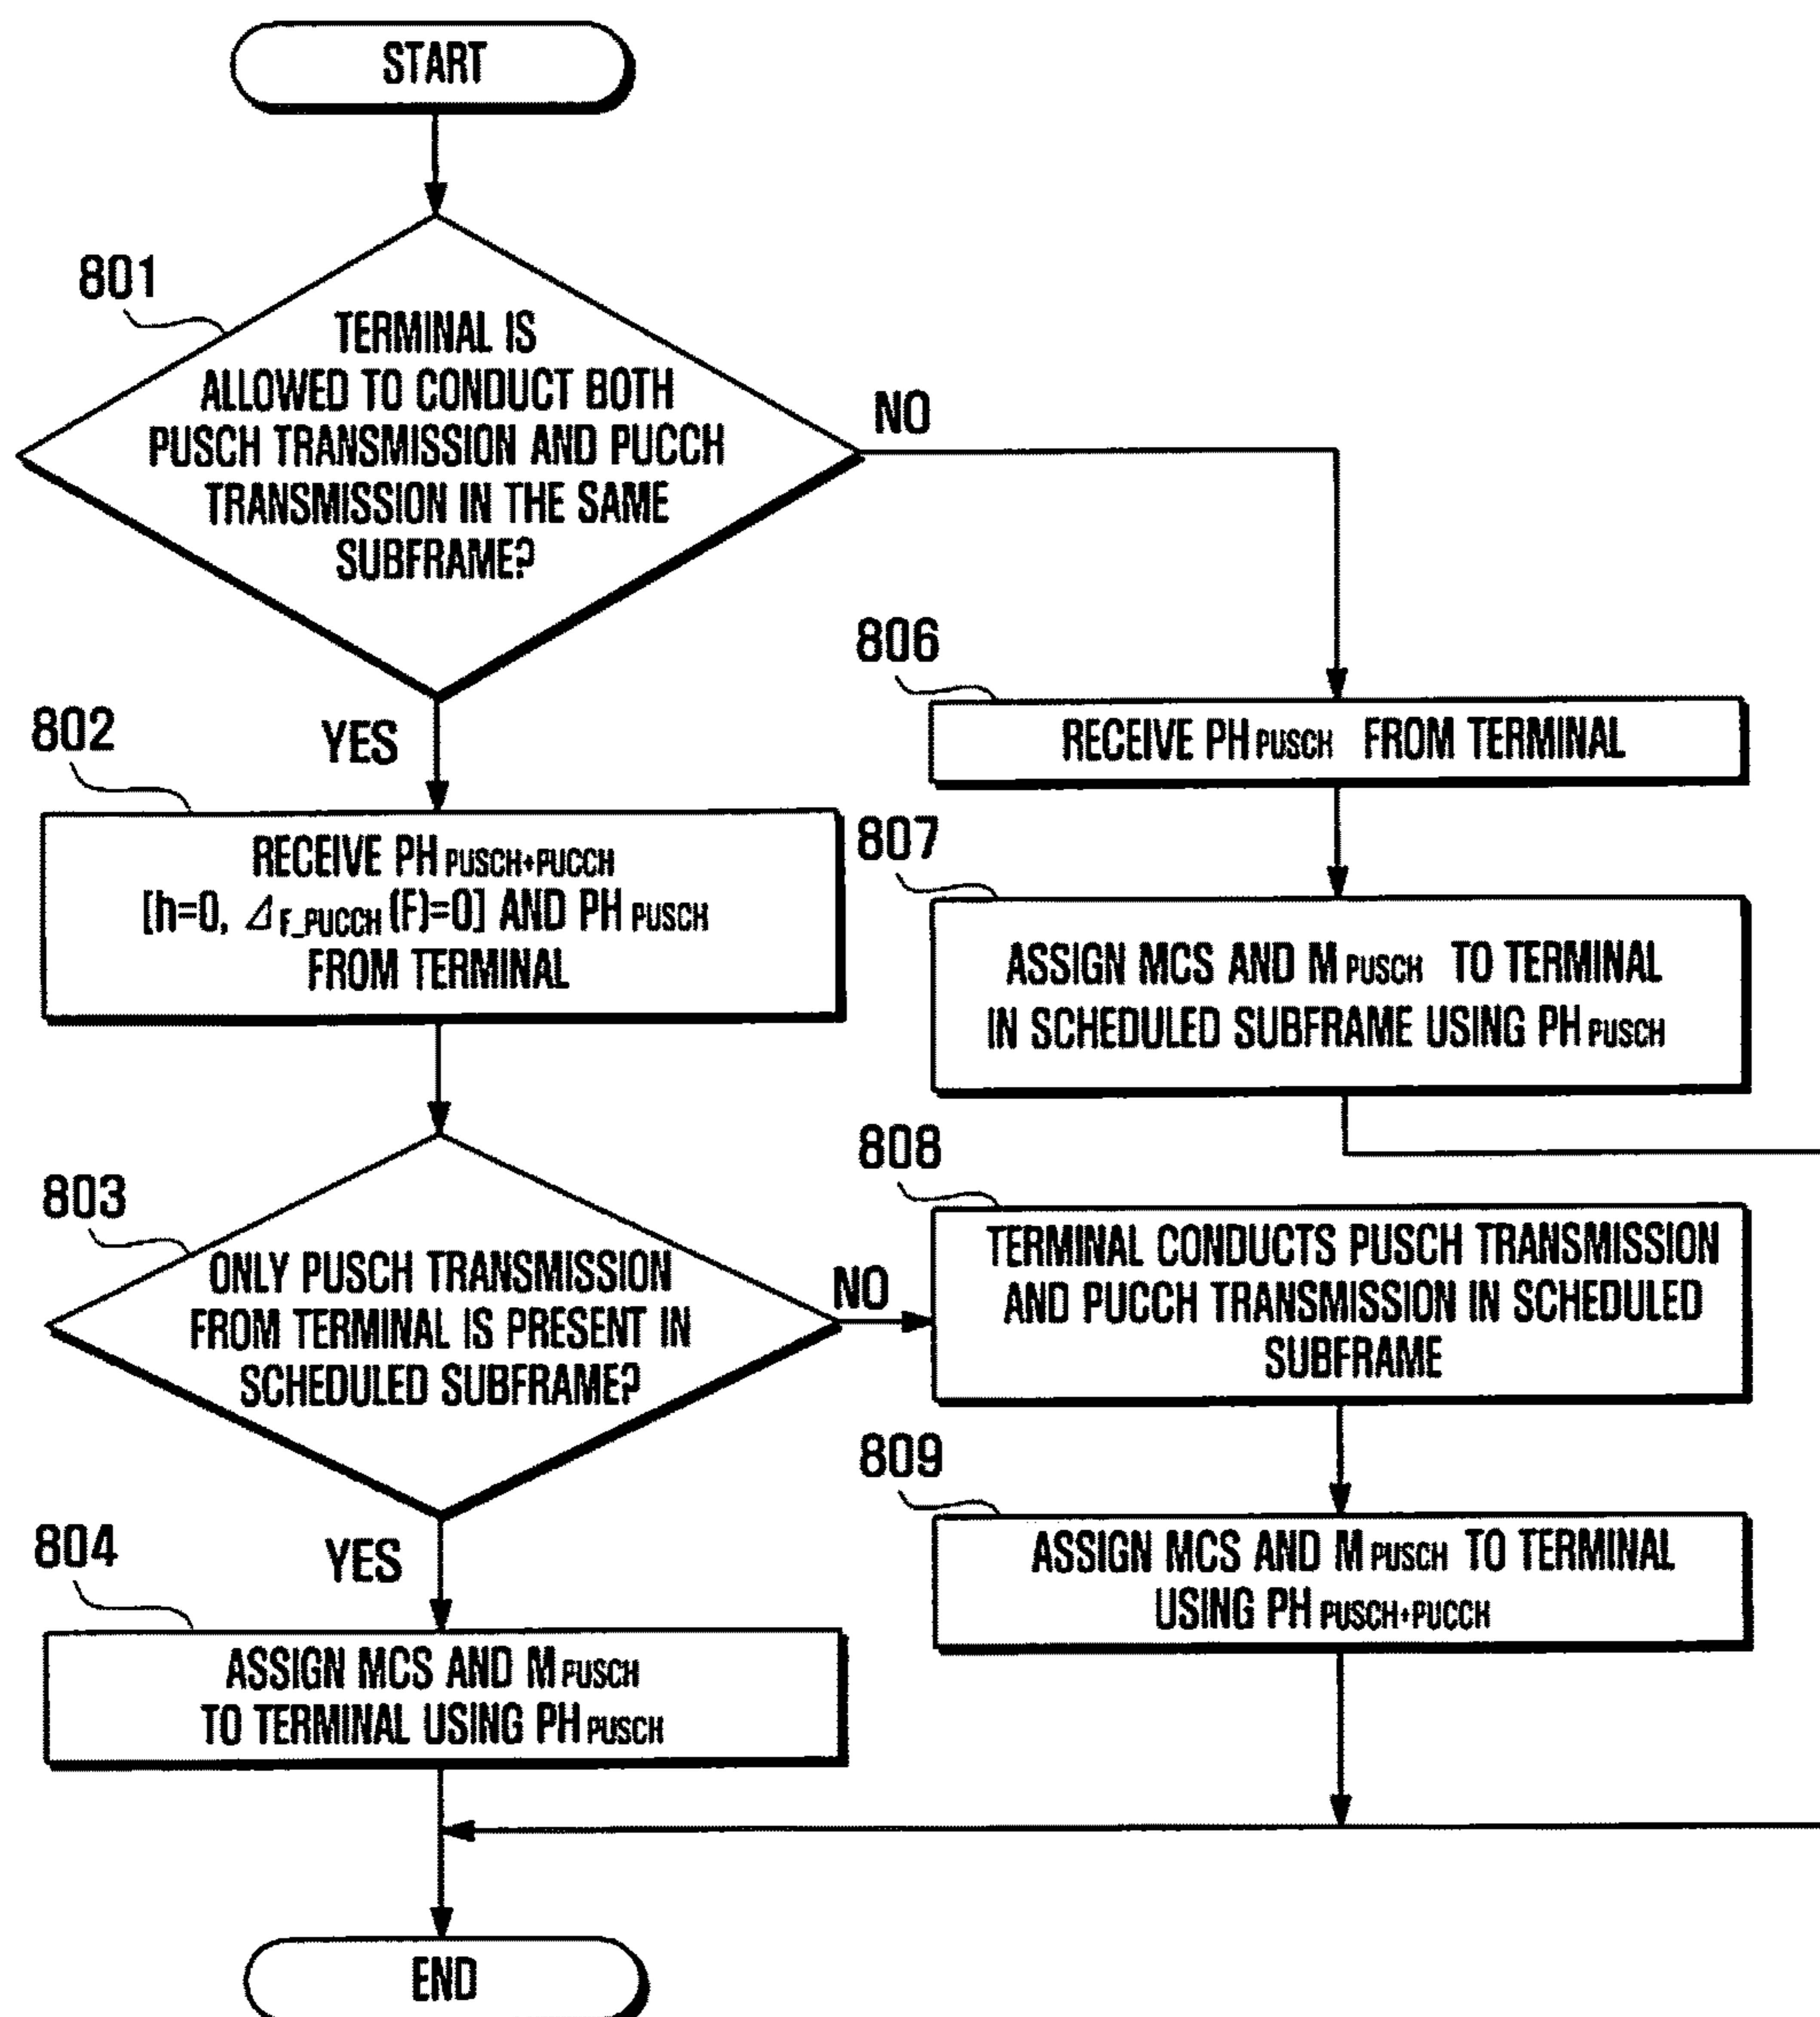 START
801
TERMINAL IS
ALLOWED TO CONDUCT BOTH
PUSCH TRANSMISSION AND PUCCH
TRANSMISSION IN THE SAME
SUBFRAME?
NO
YES
802
RECEIVE PH PUSCH+PUCCH
[h=0, ΔF_PUCCH (F)=0] AND PH PUSCH
FROM TERMINAL
803
ONLY PUSCH TRANSMISSION
FROM TERMINAL IS PRESENT IN
SCHEDULED SUBFRAME?
NO
YES
804
ASSIGN MCS AND M PUSCH
TO TERMINAL USING PH PUSCH
806
RECEIVE PH PUSCH FROM TERMINAL
807
ASSIGN MCS AND M PUSCH TO TERMINAL
IN SCHEDULED SUBFRAME USING PH PUSCH
808
TERMINAL CONDUCTS PUSCH TRANSMISSION
AND PUCCH TRANSMISSION IN SCHEDULED
SUBFRAME
809
ASSIGN MCS AND M PUSCH TO TERMINAL
USING PH PUSCH+PUCCH
END